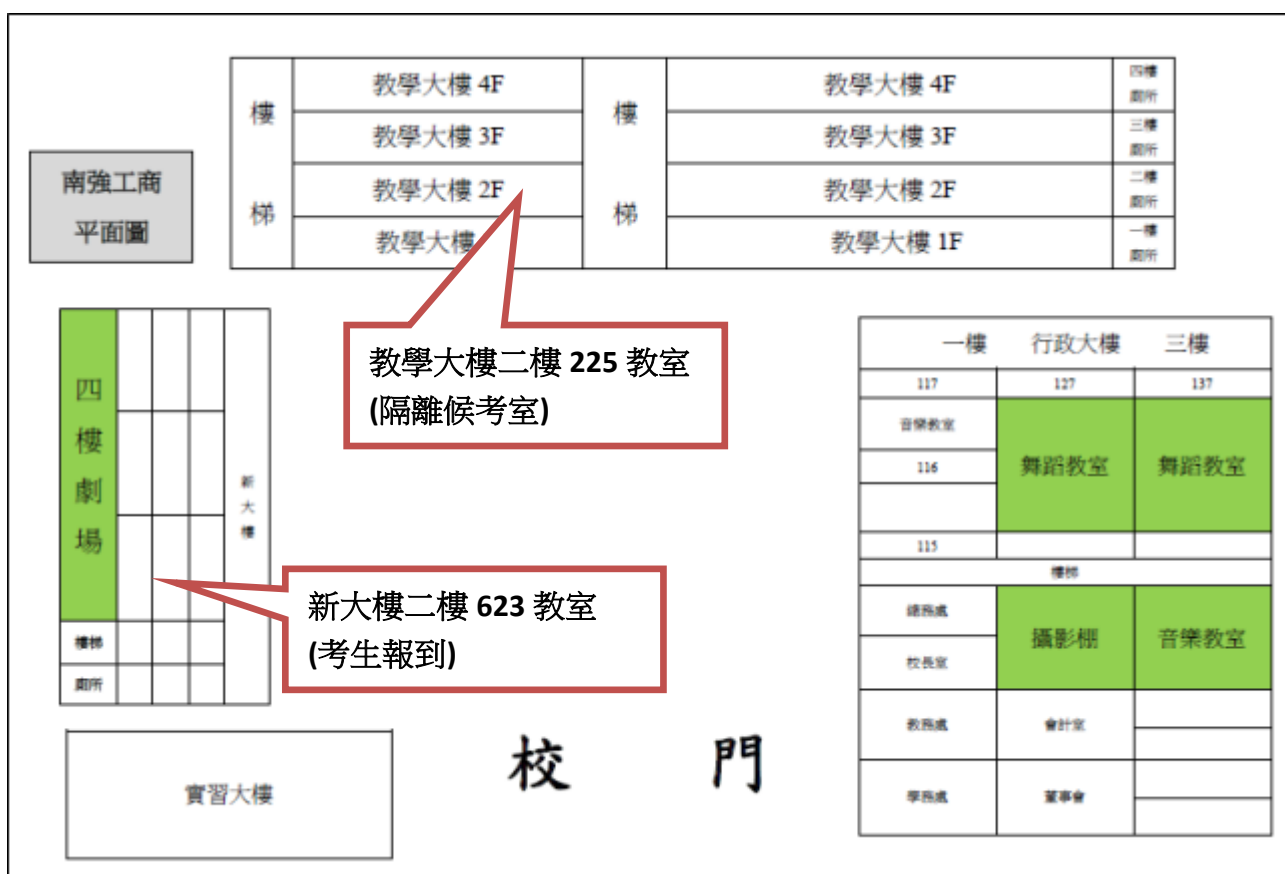 南強工商
平面圖
樓
梯
教學大樓 4F
教學大樓 3F
教學大樓 2F
教學大樓
樓
梯
教學大樓 4F
教學大樓 3F
教學大樓 2F
教學大樓 1F
四樓
廁所
三樓
廁所
二樓
廁所
一樓
廁所
教學大樓二樓 225 教室
(隔離候考室)
四
樓
劇
場
樓梯
廁所
新
大
樓
新大樓二樓 623 教室
(考生報到)
實習大樓
校 門
一樓 行政大樓 三樓
117 127 137
音樂教室
116
舞蹈教室 舞蹈教室
115
樓梯
總務處
校長室
攝影棚 音樂教室
教務處 會計室
學務處 董事會